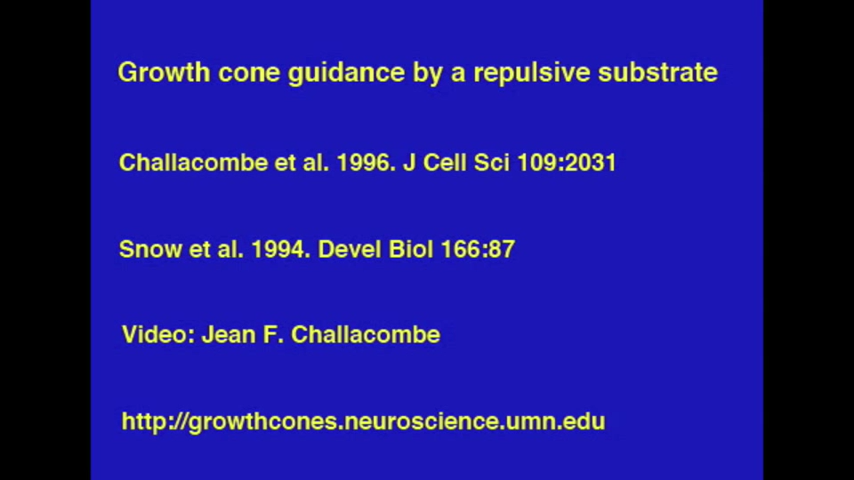 Growth cone guidance by a repulsive substrate
Challacombe et al. 1996. J Cell Sci 109:2031
Snow et al. 1994. Devel Biol 166:87
Video: Jean F. Challacombe
http://growthcones.neuroscience.umn.edu